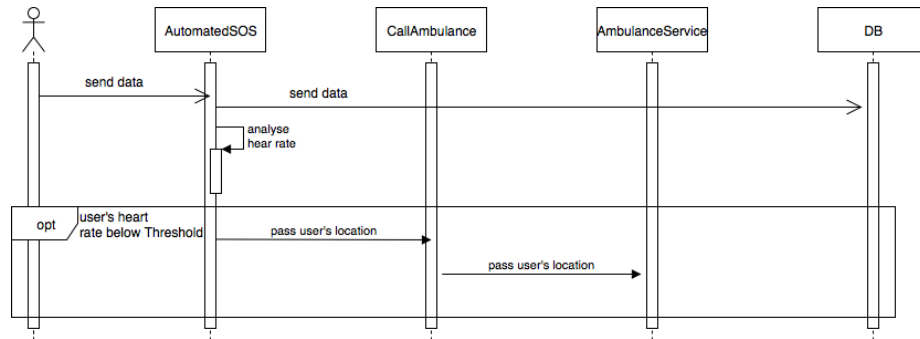 AutomatedSOS
CallAmbulance
AmbulanceService
DB
send data
send data
analyse
hear rate
opt
user's heart
rate below Threshold
pass user's location
pass user's location